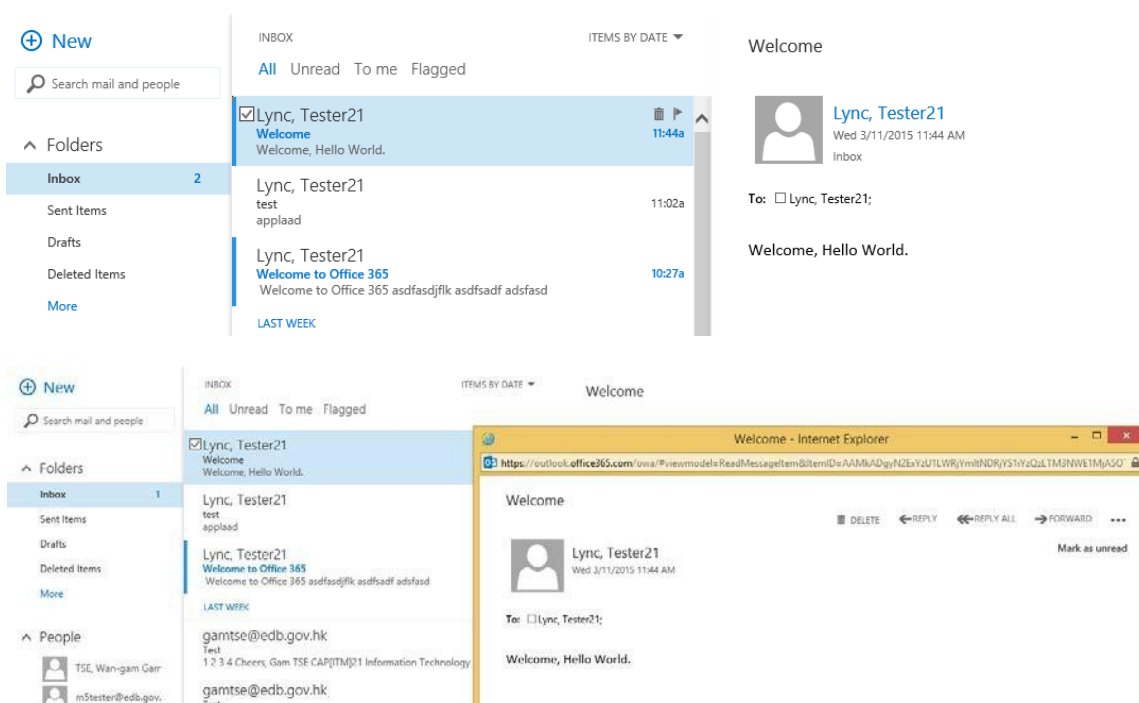 New
Search mail and people
Folders
Inbox 2
Sent Items
Drafts
Deleted Items
More
INBOX ITEMS BY DATE
All Unread To me Flagged
Lync, Tester21
Welcome 11:44a
Welcome, Hello World.
Lync, Tester21
test 11:02a
applaad
Lync, Tester21
Welcome to Office 365 10:27a
Welcome to Office 365 asdfasdjflk asdfsadf adsfasd
LAST WEEK
Welcome
Lync, Tester21
Wed 3/11/2015 11:44 AM
Inbox
To: Lync, Tester21;
Welcome, Hello World.
New
Search mail and people
Folders
Inbox 1
Sent Items
Drafts
Deleted Items
More
People
TSE, Wan-gam Gam
m5tester@edb.gov.
INBOX ITEMS BY DATE
All Unread To me Flagged
Lync, Tester21
Welcome
Welcome, Hello World.
Lync, Tester21
test
applaad
Lync, Tester21
Welcome to Office 365
Welcome to Office 365 asdfasdjflk asdfsadf adsfasd
LAST WEEK
gamtse@edb.gov.hk
Test
1 2 3 4 Cheers, Gam TSE CAP[ITM]21 Information Technology
gamtse@edb.gov.hk
Welcome
Welcome - Internet Explorer
Welcome
DELETE REPLY REPLY ALL FORWARD
Mark as unread
Lync, Tester21
Wed 3/11/2015 11:44 AM
To: Lync, Tester21;
Welcome, Hello World.